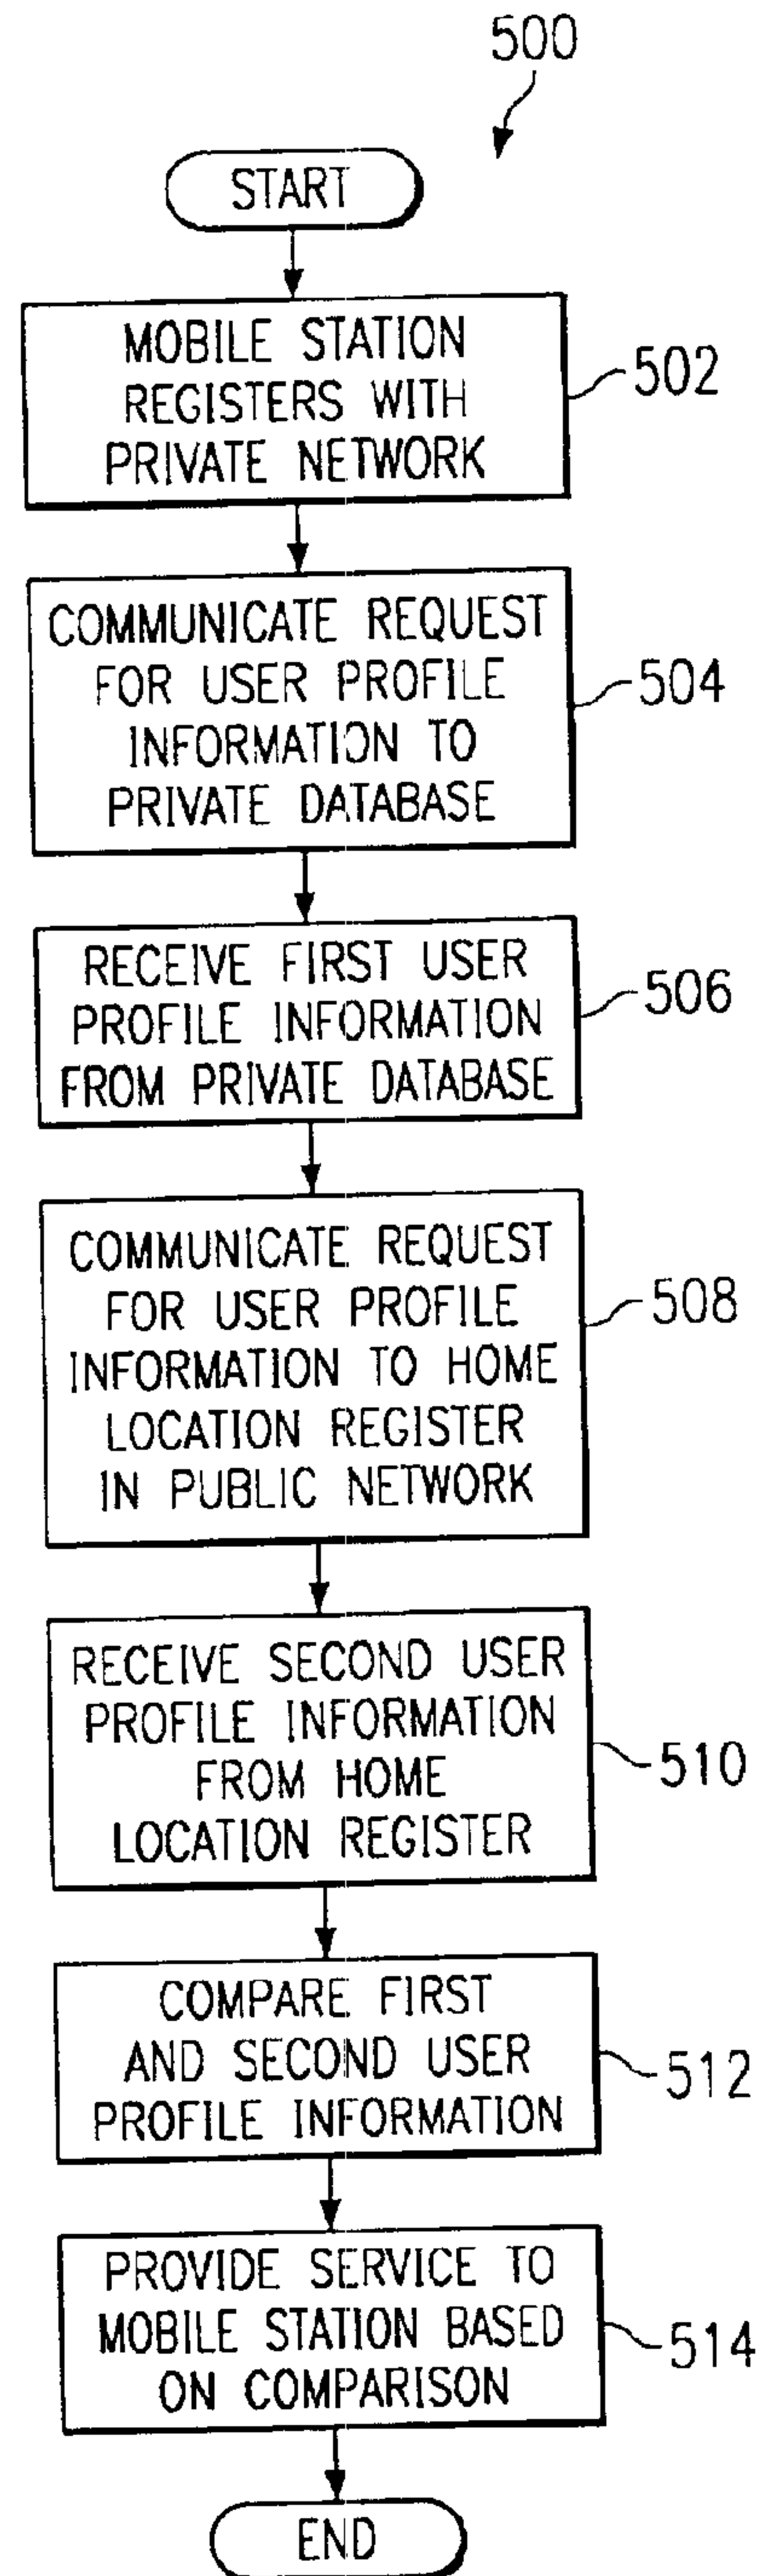 500
START
MOBILE STATION
REGISTERS WITH
PRIVATE NETWORK
502
COMMUNICATE REQUEST
FOR USER PROFILE
INFORMATION TO
PRIVATE DATABASE
504
RECEIVE FIRST USER
PROFILE INFORMATION
FROM PRIVATE DATABASE
506
COMMUNICATE REQUEST
FOR USER PROFILE
INFORMATION TO HOME
LOCATION REGISTER
IN PUBLIC NETWORK
508
RECEIVE SECOND USER
PROFILE INFORMATION
FROM HOME
LOCATION REGISTER
510
COMPARE FIRST
AND SECOND USER
PROFILE INFORMATION
512
PROVIDE SERVICE TO
MOBILE STATION BASED
ON COMPARISON
514
END